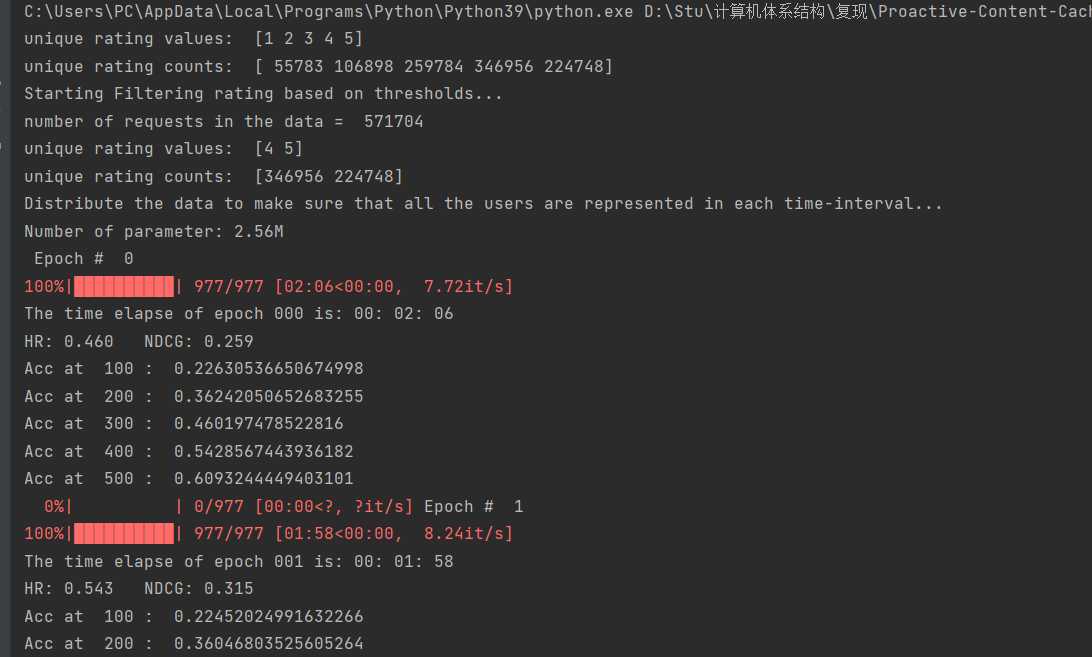 C:\Users\PC\AppData\Local\Programs\Python\Python39\python.exe D:\Stu\计算机体系结构\复现\Proactive-Content-Cach
unique rating values:  [1 2 3 4 5]
unique rating counts:  [ 55783 106898 259784 346956 224748]
Starting Filtering rating based on thresholds...
number of requests in the data =  571704
unique rating values:  [4 5]
unique rating counts:  [346956 224748]
Distribute the data to make sure that all the users are represented in each time-interval...
Number of parameter: 2.56M
 Epoch #  0
100%|██████████| 977/977 [02:06<00:00,  7.72it/s]
The time elapse of epoch 000 is: 00: 02: 06
HR: 0.460   NDCG: 0.259
Acc at  100 :  0.22630536650674998
Acc at  200 :  0.36242050652683255
Acc at  300 :  0.460197478522816
Acc at  400 :  0.5428567443936182
Acc at  500 :  0.6093244449403101
  0%|          | 0/977 [00:00<?, ?it/s] Epoch #  1
100%|██████████| 977/977 [01:58<00:00,  8.24it/s]
The time elapse of epoch 001 is: 00: 01: 58
HR: 0.543   NDCG: 0.315
Acc at  100 :  0.22452024991632266
Acc at  200 :  0.36046803525605264